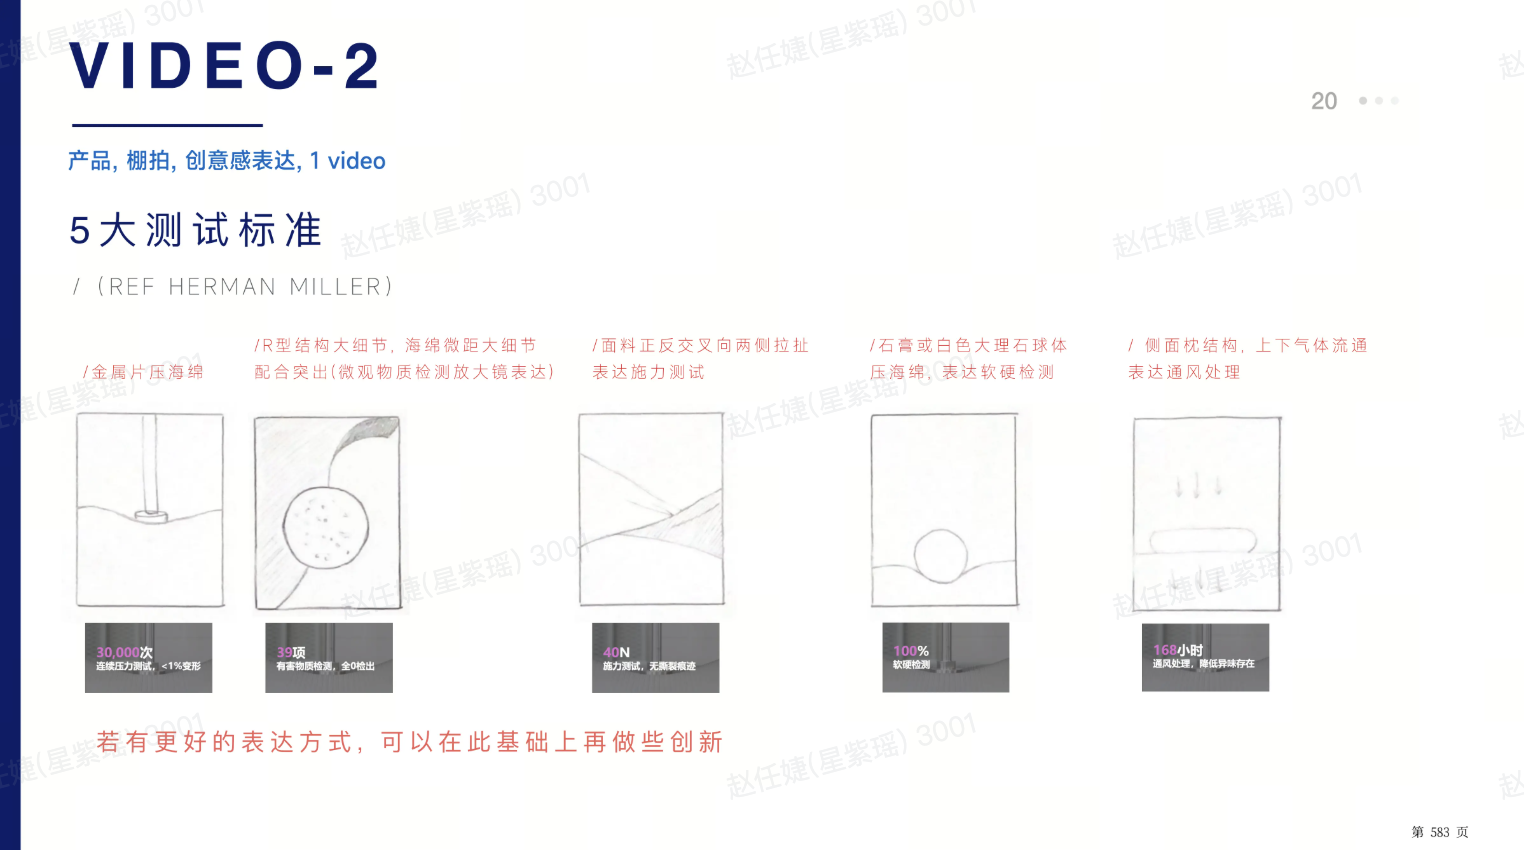 VIDEO-2
20
产品, 棚拍, 创意感表达, 1 video
5大测试标准
/（REF HERMAN MILLER）
/金属片压海绵
/R型结构大细节, 海绵微距大细节
配合突出(微观物质检测放大镜表达)
/面料正反交叉向两侧拉扯
表达施力测试
/石膏或白色大理石球体
压海绵, 表达软硬检测
/ 侧面枕结构, 上下气体流通
表达通风处理
30,000次
连续压力测试, <1%变形
39项
有害物质检测, 全0检出
40N
施力测试, 无撕裂痕迹
100%
软硬检测
168小时
通风处理, 降低异味存在
若有更好的表达方式, 可以在此基础上再做些创新
第 583 页
赵任婕(星紫瑶) 3001